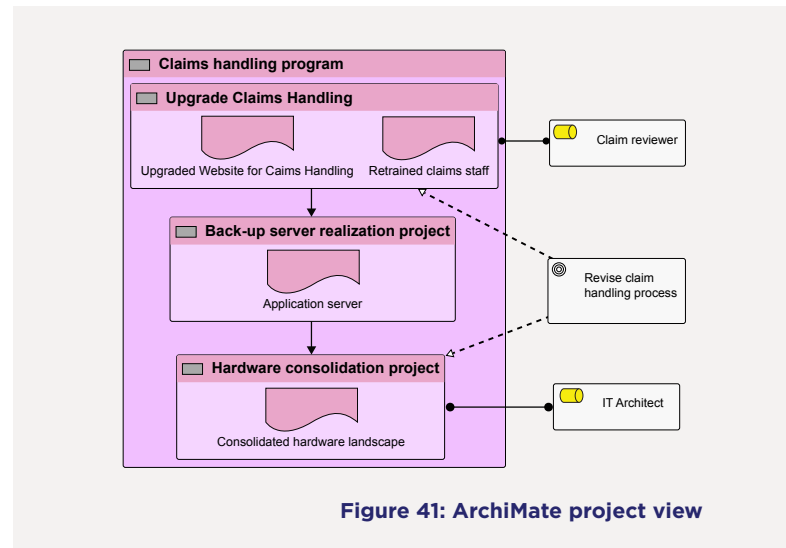 Claims handling program
Upgrade Claims Handling
Upgraded Website for Caims Handling
Retrained claims staff
Claim reviewer
Back-up server realization project
Application server
Revise claim
handling process
Hardware consolidation project
Consolidated hardware landscape
IT Architect
Figure 41: ArchiMate project view